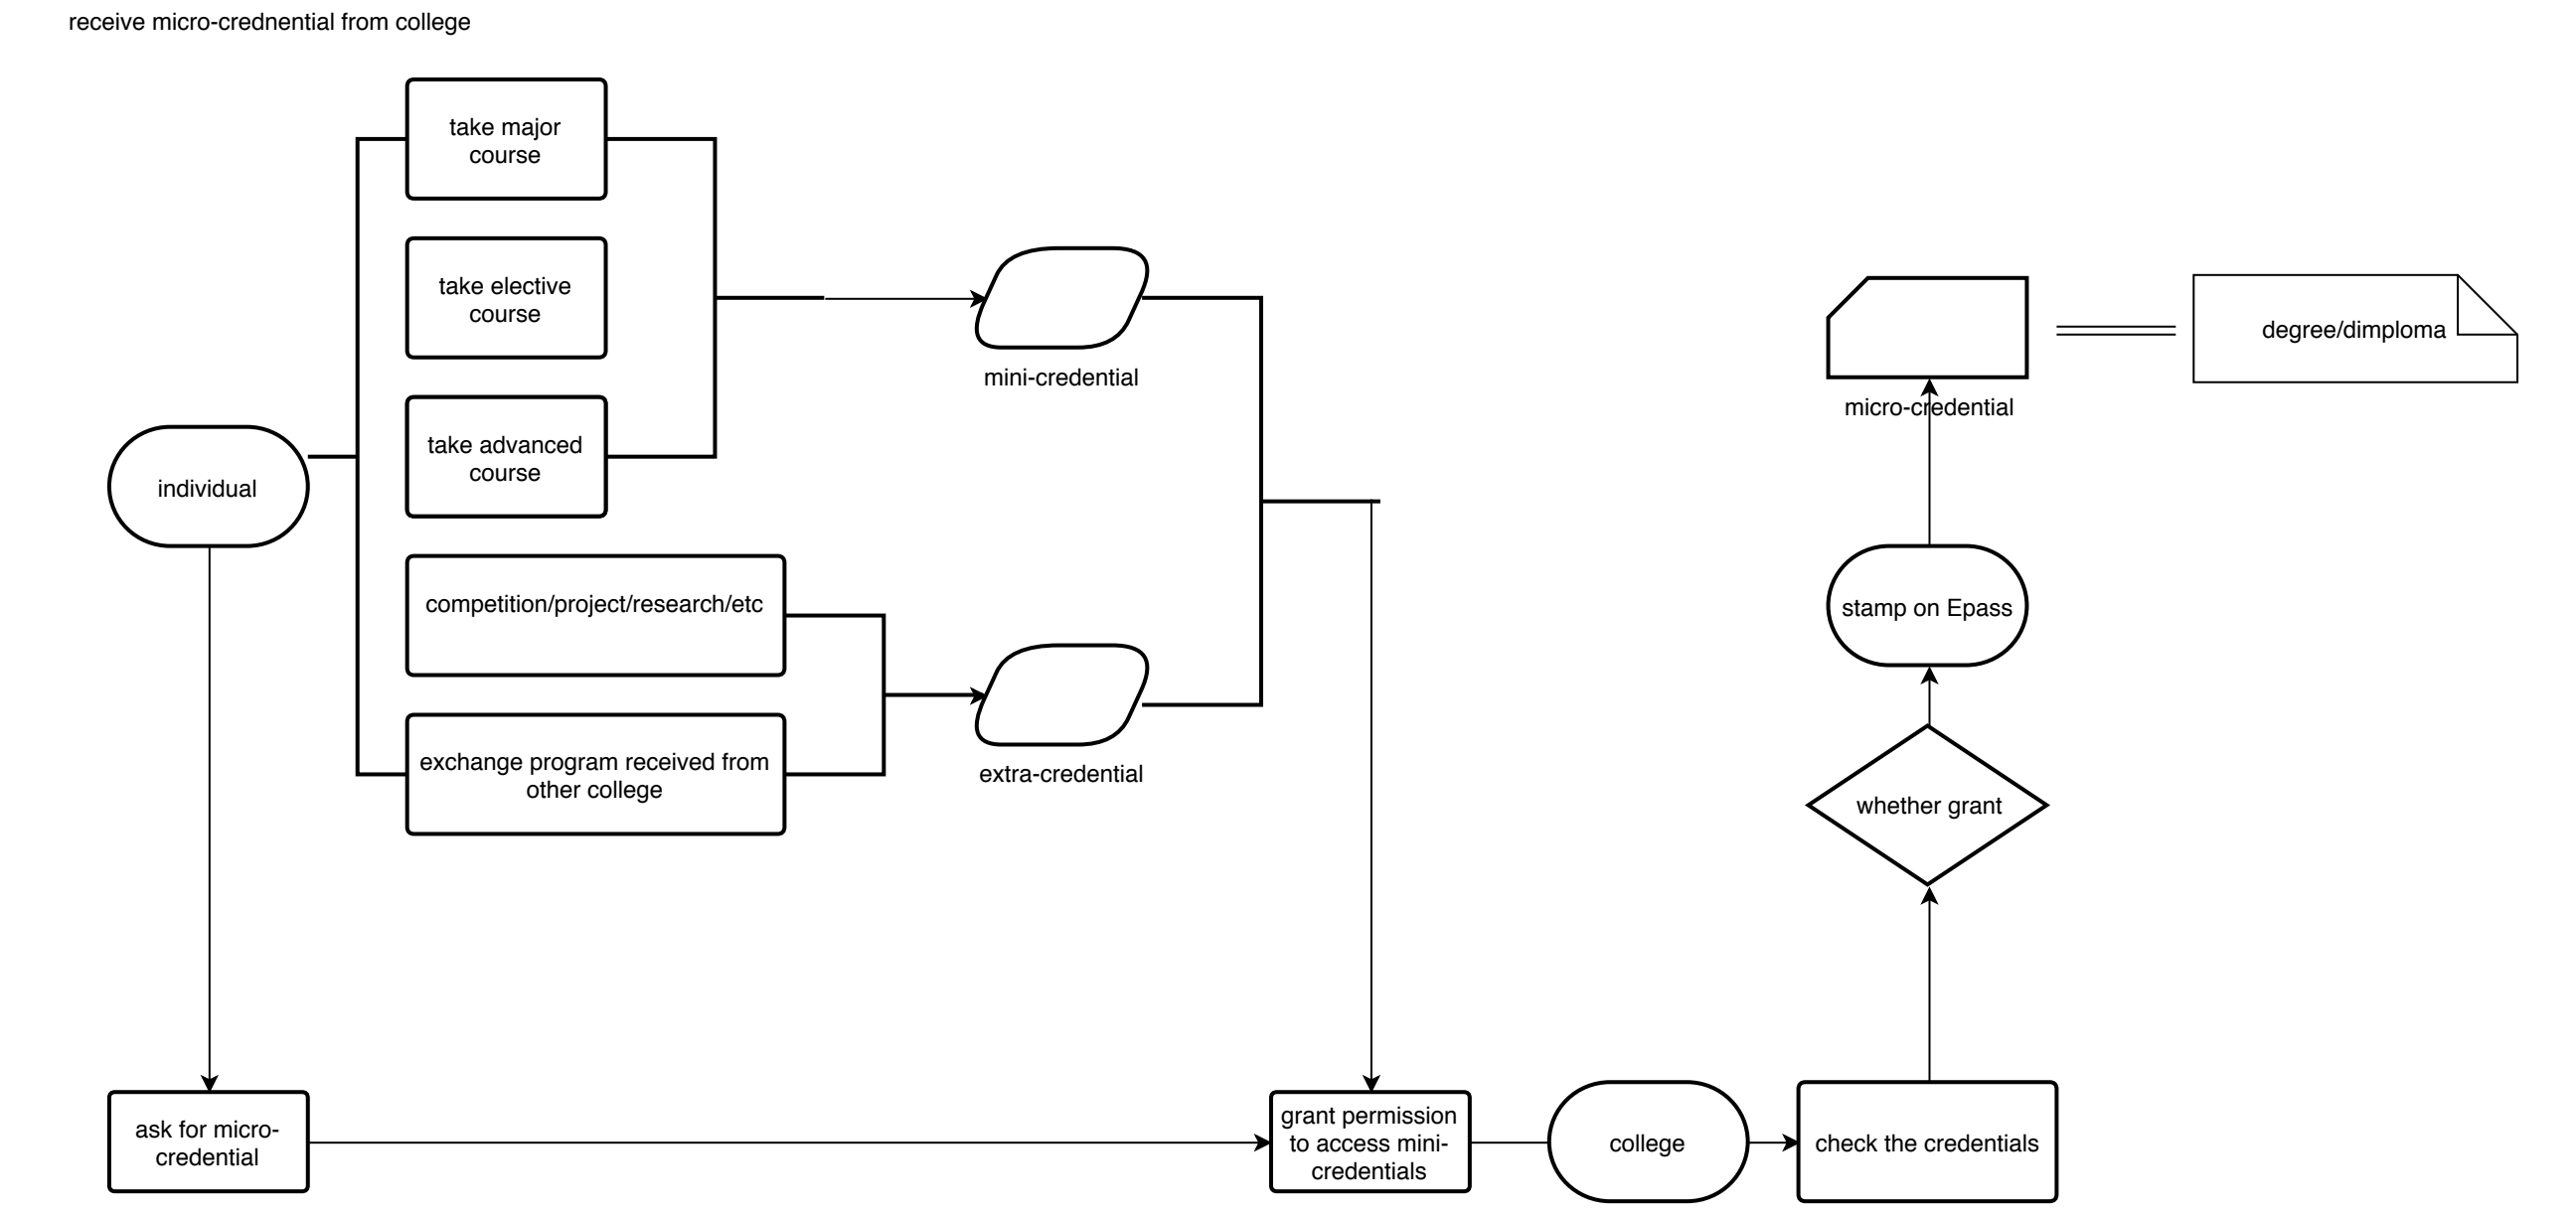 receive micro-crednential from college
take major
course
take elective
course
take advanced
course
individual
competition/project/research/etc
exchange program received from
other college
mini-credential
extra-credential
micro-credential
degree/dimploma
stamp on Epass
whether grant
ask for micro-
credential
grant permission
to access mini-
credentials
college
check the credentials